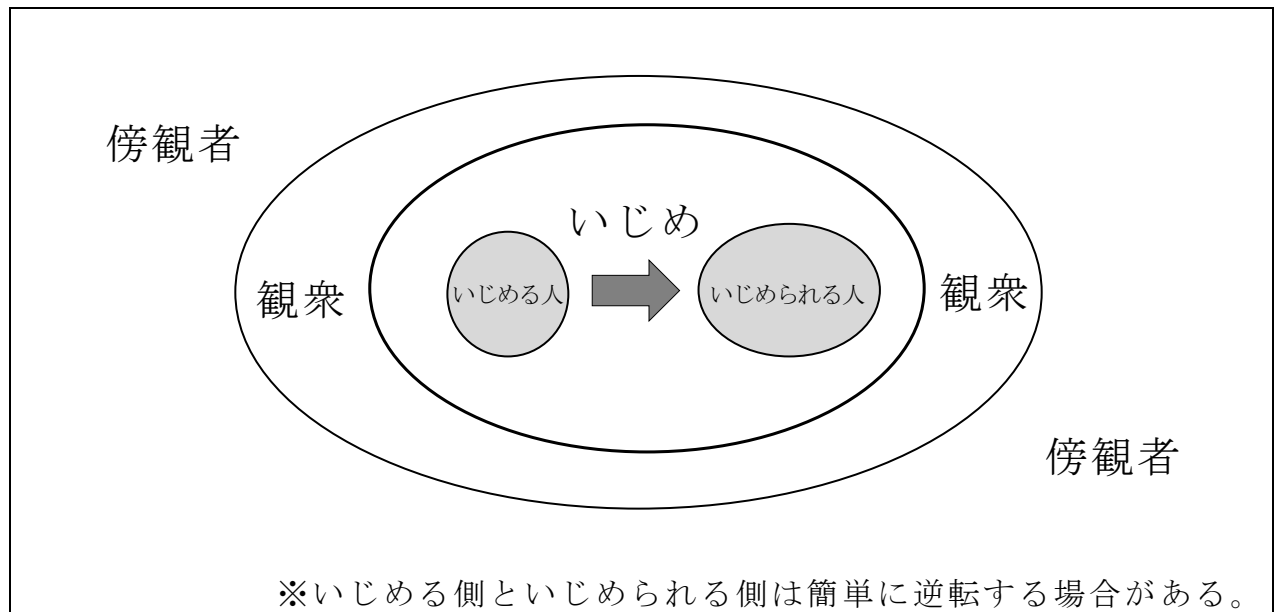 傍観者
いじめ
観衆
いじめる人
いじめられる人
観衆
傍観者
※いじめる側といじめられる側は簡単に逆転する場合がある。